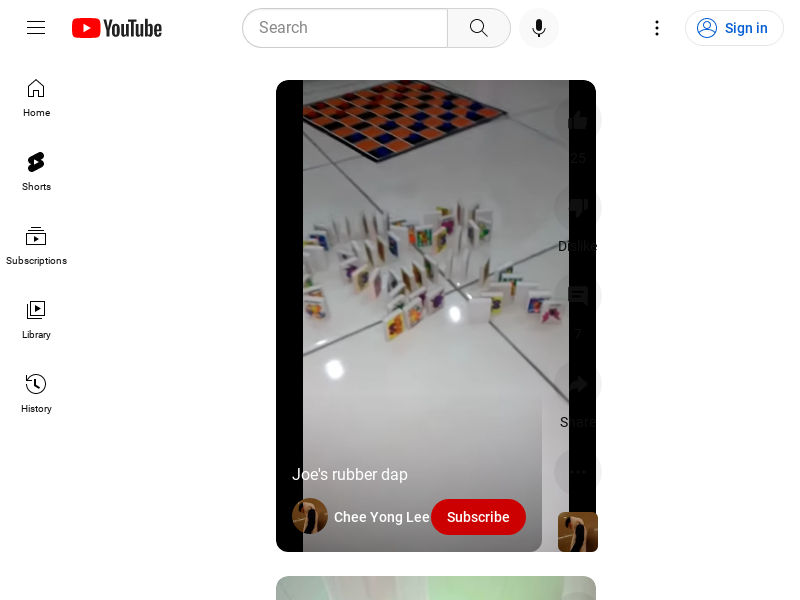 YouTube
Search
Sign in
Home
Shorts
Subscriptions
Library
History
25
Dislike
7
Share
Joe's rubber dap
Chee Yong Lee
Subscribe